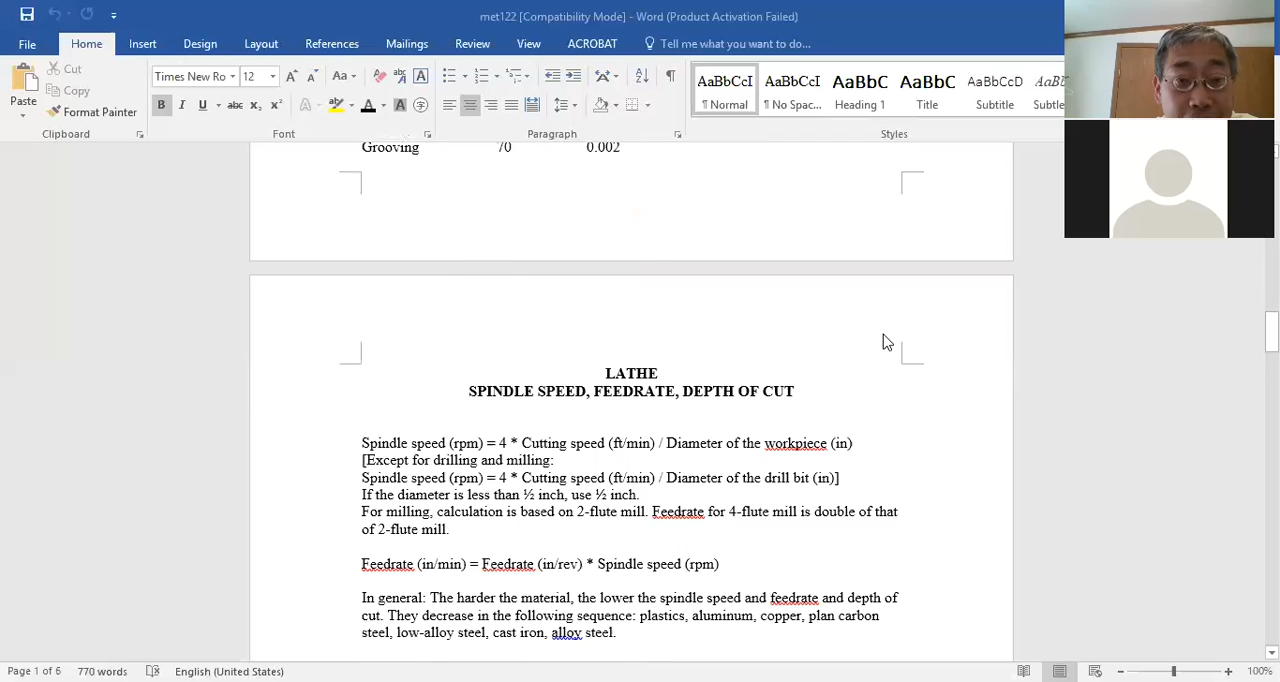 met122 [Compatibility Mode] - Word (Product Activation Failed)
File Home Insert Design Layout References Mailings Review View ACROBAT Tell me what you want to do...
Cut
Copy
Paste
Format Painter
Clipboard
Times New Ro 12
Font
Paragraph
AaBbCcI AaBbCcI AaBbC AaBbC AaBbCcD AaBb
¶ Normal ¶ No Spac... Heading 1 Title Subtitle Subtle
Styles
Grooving 70 0.002
LATHE
SPINDLE SPEED, FEEDRATE, DEPTH OF CUT
Spindle speed (rpm) = 4 * Cutting speed (ft/min) / Diameter of the workpiece (in)
[Except for drilling and milling:
Spindle speed (rpm) = 4 * Cutting speed (ft/min) / Diameter of the drill bit (in)]
If the diameter is less than ½ inch, use ½ inch.
For milling, calculation is based on 2-flute mill. Feedrate for 4-flute mill is double of that
of 2-flute mill.
Feedrate (in/min) = Feedrate (in/rev) * Spindle speed (rpm)
In general: The harder the material, the lower the spindle speed and feedrate and depth of
cut. They decrease in the following sequence: plastics, aluminum, copper, plan carbon
steel, low-alloy steel, cast iron, alloy steel.
Page 1 of 6 770 words English (United States) 100%